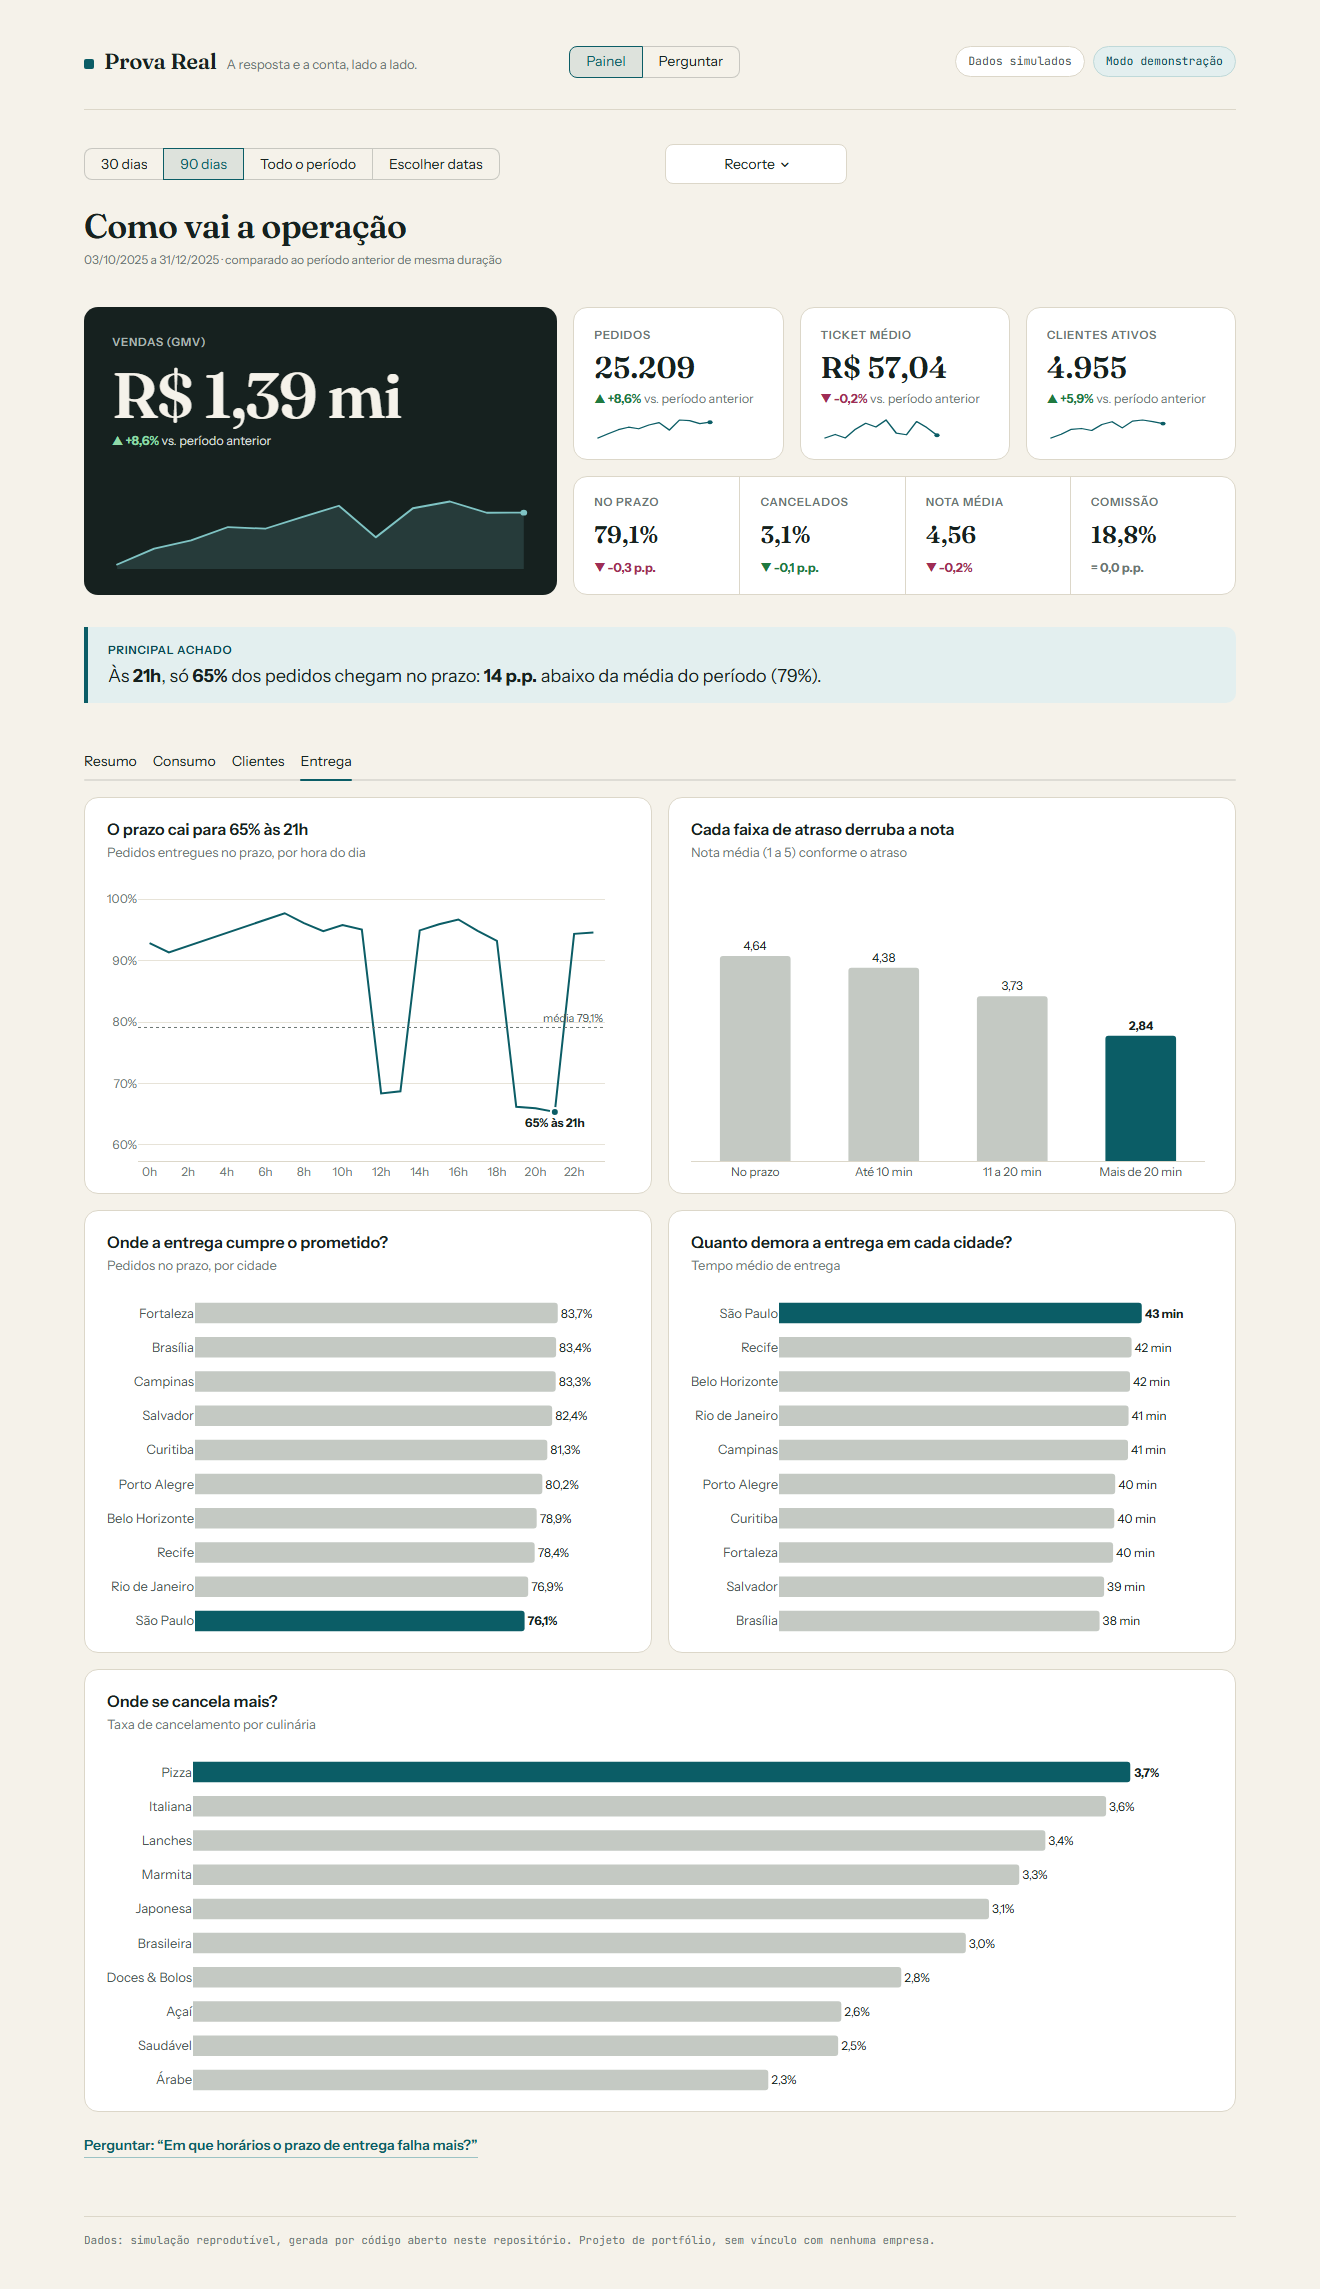 Prova Real
A resposta e a conta, lado a lado.
Painel
Perguntar
Dados simulados
Modo demonstração
30 dias
90 dias
Todo o período
Escolher datas
Recorte
Como vai a operação
03/10/2025 a 31/12/2025 · comparado ao período anterior de mesma duração
VENDAS (GMV)
R$ 1,39 mi
▲ +8,6% vs. período anterior
PEDIDOS
25.209
▲ +8,6% vs. período anterior
TICKET MÉDIO
R$ 57,04
▼ -0,2% vs. período anterior
CLIENTES ATIVOS
4.955
▲ +5,9% vs. período anterior
NO PRAZO
79,1%
▼ -0,3 p.p.
CANCELADOS
3,1%
▼ -0,1 p.p.
NOTA MÉDIA
4,56
▼ -0,2%
COMISSÃO
18,8%
= 0,0 p.p.
PRINCIPAL ACHADO
Às 21h, só 65% dos pedidos chegam no prazo: 14 p.p. abaixo da média do período (79%).
Resumo
Consumo
Clientes
Entrega
O prazo cai para 65% às 21h
Pedidos entregues no prazo, por hora do dia
100%
90%
80%
70%
60%
média 79,1%
65% às 21h
0h 2h 4h 6h 8h 10h 12h 14h 16h 18h 20h 22h
Cada faixa de atraso derruba a nota
Nota média (1 a 5) conforme o atraso
4,64
4,38
3,73
2,84
No prazo
Até 10 min
11 a 20 min
Mais de 20 min
Onde a entrega cumpre o prometido?
Pedidos no prazo, por cidade
Fortaleza 83,7%
Brasília 83,4%
Campinas 83,3%
Salvador 82,4%
Curitiba 81,3%
Porto Alegre 80,2%
Belo Horizonte 78,9%
Recife 78,4%
Rio de Janeiro 76,9%
São Paulo 76,1%
Quanto demora a entrega em cada cidade?
Tempo médio de entrega
São Paulo 43 min
Recife 42 min
Belo Horizonte 42 min
Rio de Janeiro 41 min
Campinas 41 min
Porto Alegre 40 min
Curitiba 40 min
Fortaleza 40 min
Salvador 39 min
Brasília 38 min
Onde se cancela mais?
Taxa de cancelamento por culinária
Pizza 3,7%
Italiana 3,6%
Lanches 3,4%
Marmita 3,3%
Japonesa 3,1%
Brasileira 3,0%
Doces & Bolos 2,8%
Açaí 2,6%
Saudável 2,5%
Árabe 2,3%
Perguntar: “Em que horários o prazo de entrega falha mais?”
Dados: simulação reprodutível, gerada por código aberto neste repositório. Projeto de portfólio, sem vínculo com nenhuma empresa.